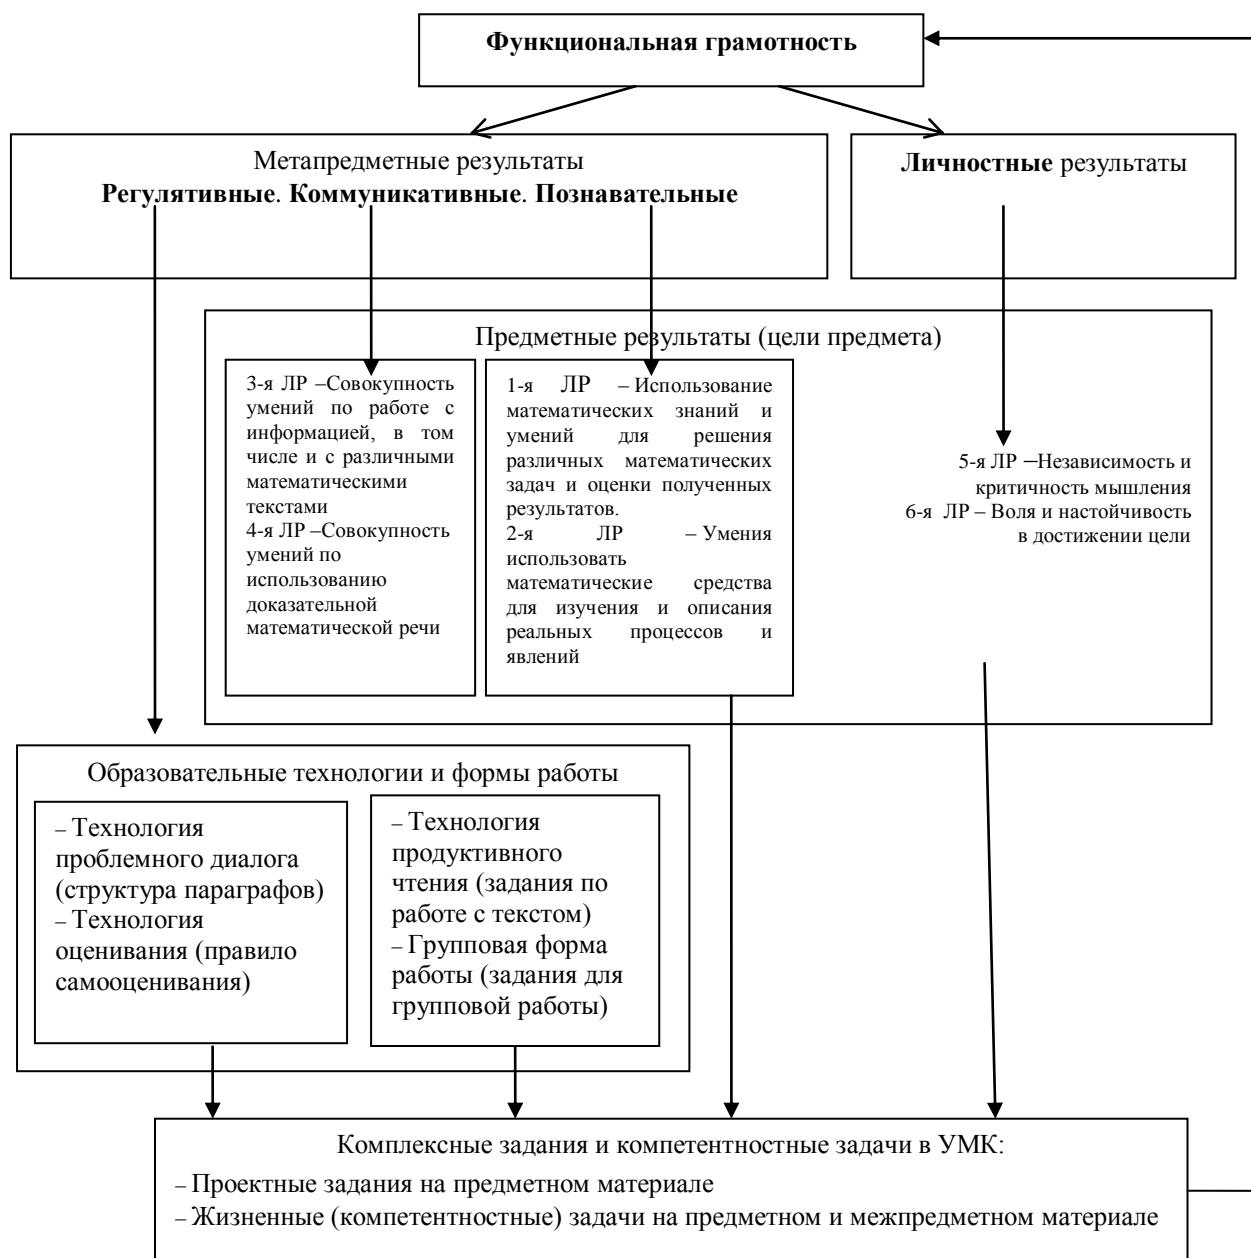 Функциональная грамотность
Метапредметные результаты
Регулятивные. Коммуникативные. Познавательные
Личностные результаты
Предметные результаты (цели предмета)
3-я ЛР –Совокупность
умений по работе с
информацией, в том
числе и с различными
математическими
текстами
4-я ЛР –Совокупность
умений по
использованию
доказательной
математической речи
1-я ЛР – Использование
математических знаний и
умений для решения
различных математических
задач и оценки полученных
результатов.
2-я ЛР – Умения
использовать
математические средства
для изучения и описания
реальных процессов и
явлений
5-я ЛР –Независимость и
критичность мышления
6-я ЛР – Воля и настойчивость
в достижении цели
Образовательные технологии и формы работы
– Технология
проблемного диалога
(структура параграфов)
– Технология
оценивания (правило
самооценивания)
– Технология
продуктивного
чтения (задания по
работе с текстом)
– Групповая форма
работы (задания для
групповой работы)
Комплексные задания и компетентностные задачи в УМК:
– Проектные задания на предметном материале
– Жизненные (компетентностные) задачи на предметном и межпредметном материале